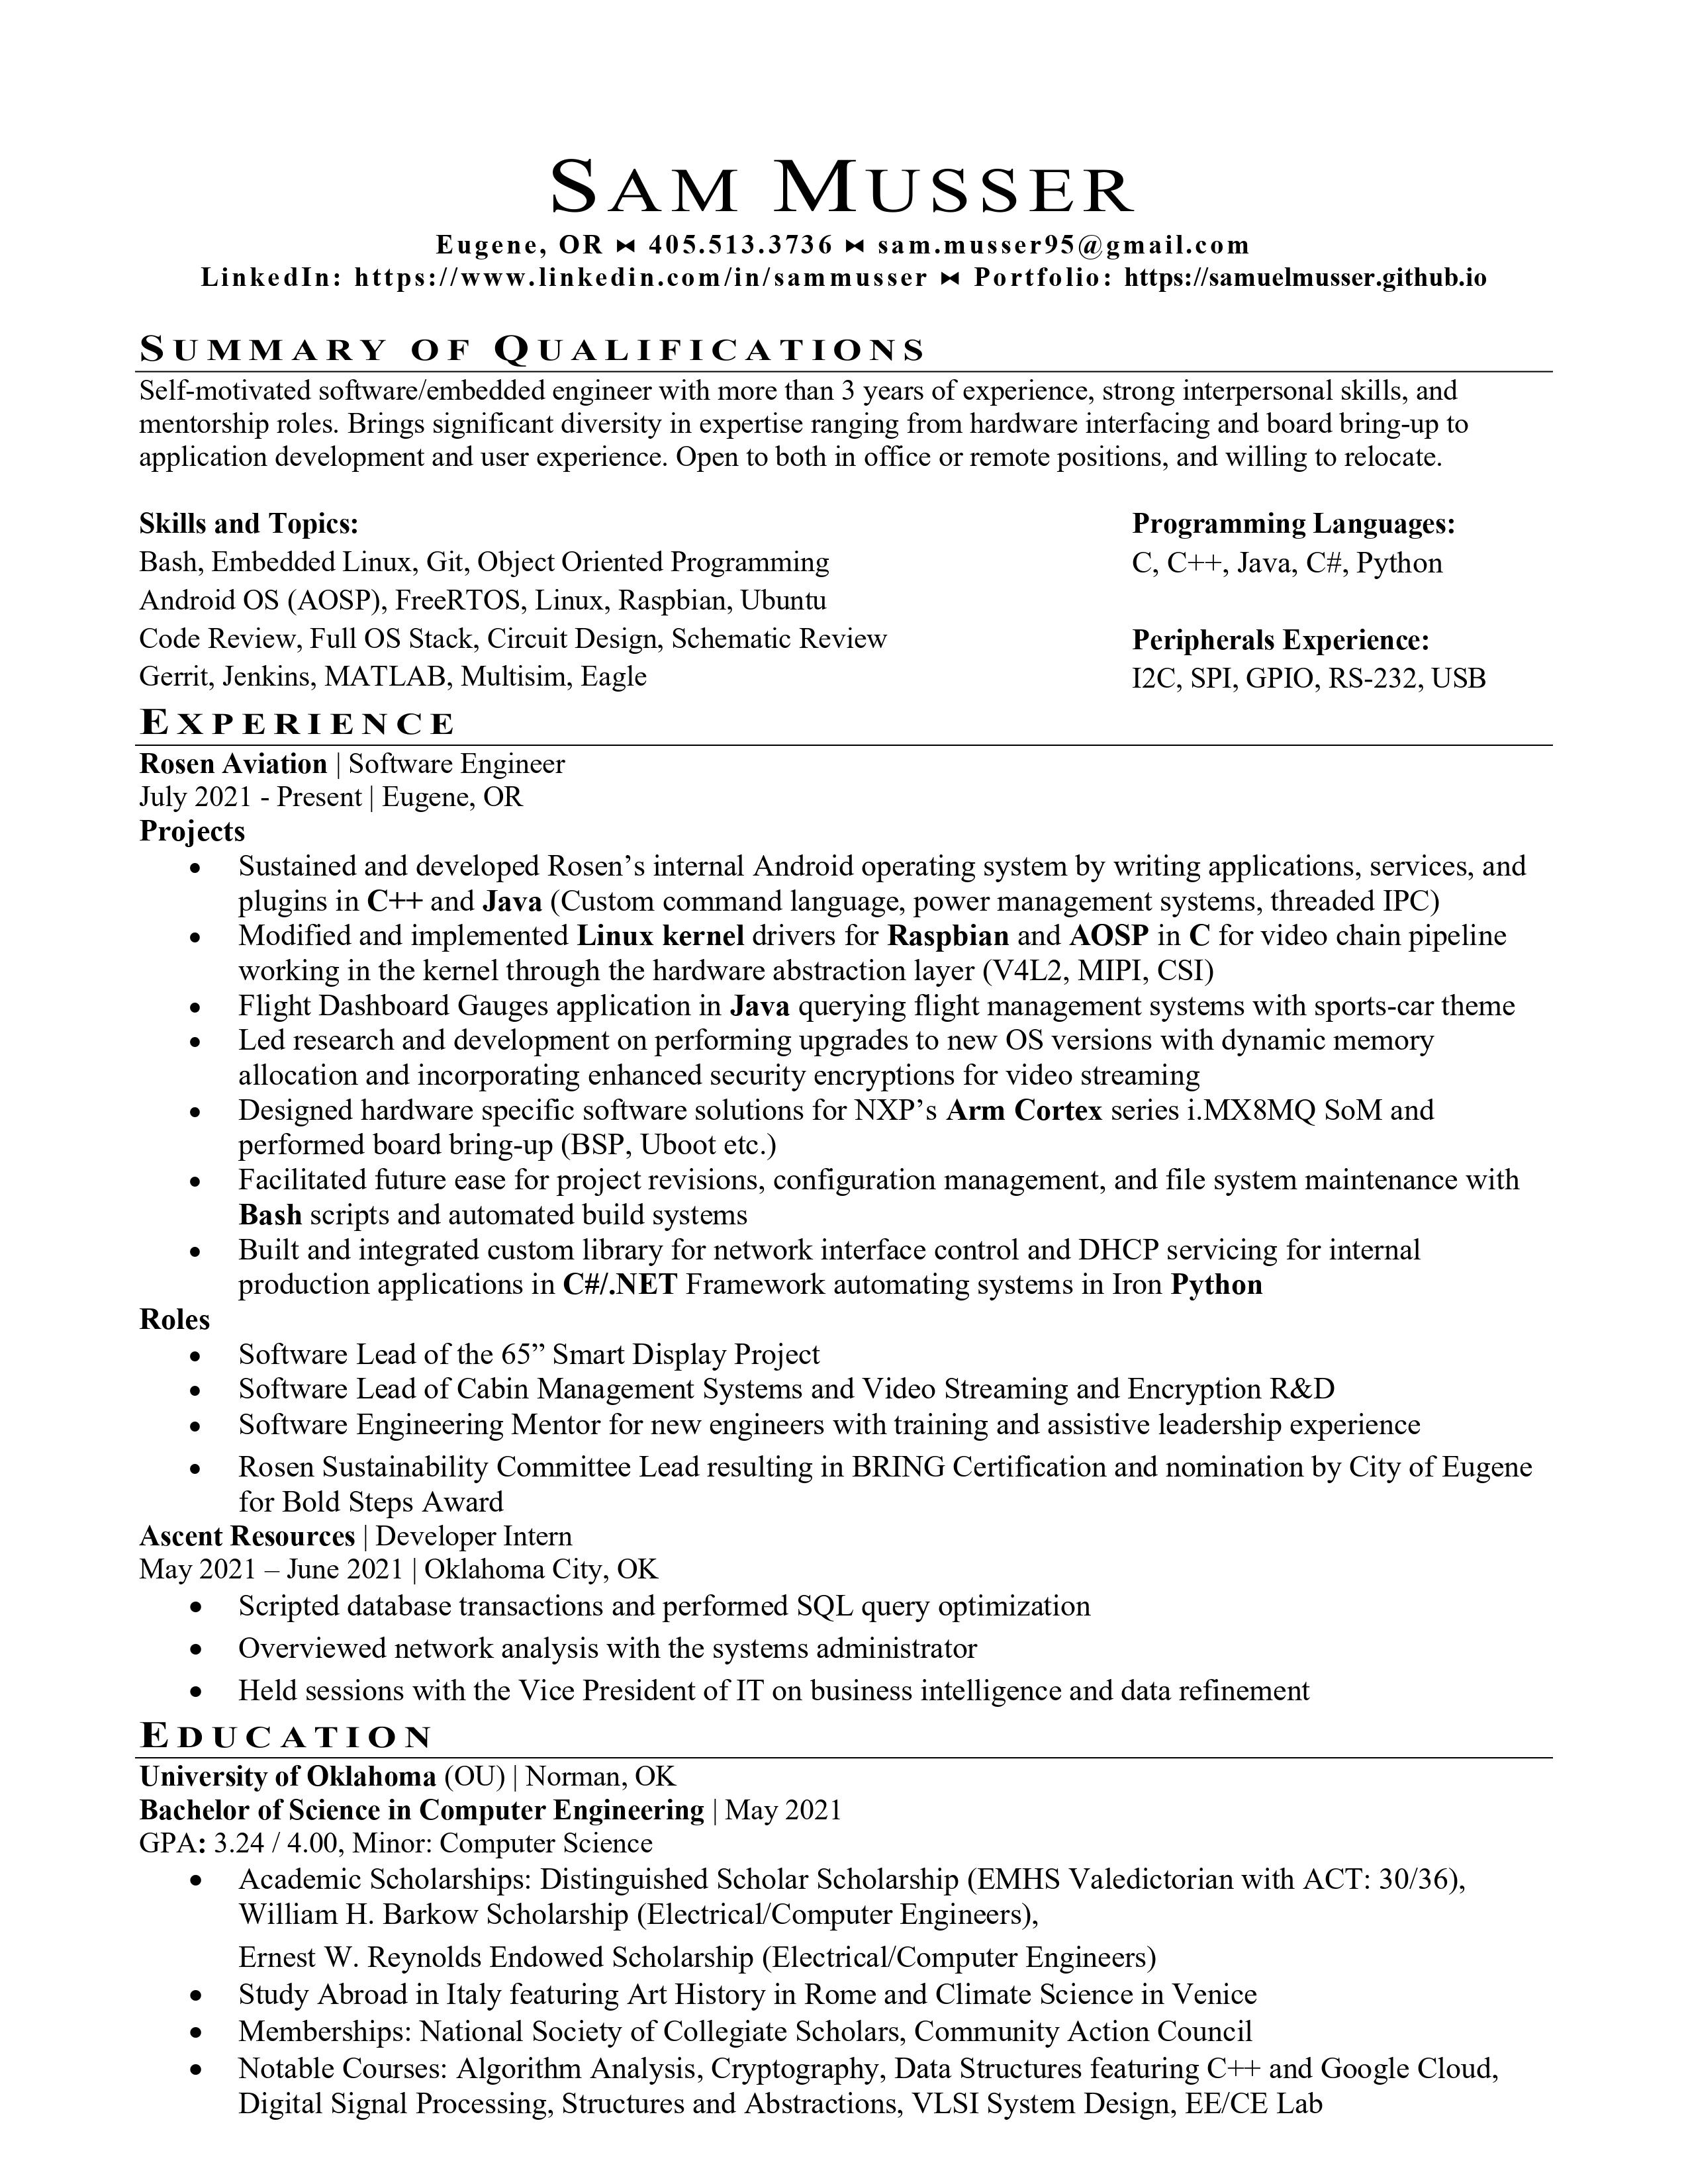 SAM MUSSER
Eugene, OR ⧓ 405.513.3736 ⧓ sam.musser95@gmail.com
LinkedIn: https://www.linkedin.com/in/sammusser ⧓ Portfolio: https://samuelmusser.github.io
SUMMARY OF QUALIFICATIONS
Self-motivated software/embedded engineer with more than 3 years of experience, strong interpersonal skills, and
mentorship roles. Brings significant diversity in expertise ranging from hardware interfacing and board bring-up to
application development and user experience. Open to both in office or remote positions, and willing to relocate.
Skills and Topics:
Bash, Embedded Linux, Git, Object Oriented Programming
Android OS (AOSP), FreeRTOS, Linux, Raspbian, Ubuntu
Code Review, Full OS Stack, Circuit Design, Schematic Review
Gerrit, Jenkins, MATLAB, Multisim, Eagle
Programming Languages:
C, C++, Java, C#, Python
Peripherals Experience:
I2C, SPI, GPIO, RS-232, USB
EXPERIENCE
Rosen Aviation | Software Engineer
July 2021 - Present | Eugene, OR
Projects
• Sustained and developed Rosen’s internal Android operating system by writing applications, services, and
plugins in C++ and Java (Custom command language, power management systems, threaded IPC)
• Modified and implemented Linux kernel drivers for Raspbian and AOSP in C for video chain pipeline
working in the kernel through the hardware abstraction layer (V4L2, MIPI, CSI)
• Flight Dashboard Gauges application in Java querying flight management systems with sports-car theme
• Led research and development on performing upgrades to new OS versions with dynamic memory
allocation and incorporating enhanced security encryptions for video streaming
• Designed hardware specific software solutions for NXP’s Arm Cortex series i.MX8MQ SoM and
performed board bring-up (BSP, Uboot etc.)
• Facilitated future ease for project revisions, configuration management, and file system maintenance with
Bash scripts and automated build systems
• Built and integrated custom library for network interface control and DHCP servicing for internal
production applications in C#/.NET Framework automating systems in Iron Python
Roles
• Software Lead of the 65” Smart Display Project
• Software Lead of Cabin Management Systems and Video Streaming and Encryption R&D
• Software Engineering Mentor for new engineers with training and assistive leadership experience
• Rosen Sustainability Committee Lead resulting in BRING Certification and nomination by City of Eugene
for Bold Steps Award
Ascent Resources | Developer Intern
May 2021 – June 2021 | Oklahoma City, OK
• Scripted database transactions and performed SQL query optimization
• Overviewed network analysis with the systems administrator
• Held sessions with the Vice President of IT on business intelligence and data refinement
EDUCATION
University of Oklahoma (OU) | Norman, OK
Bachelor of Science in Computer Engineering | May 2021
GPA: 3.24 / 4.00, Minor: Computer Science
• Academic Scholarships: Distinguished Scholar Scholarship (EMHS Valedictorian with ACT: 30/36),
William H. Barkow Scholarship (Electrical/Computer Engineers),
Ernest W. Reynolds Endowed Scholarship (Electrical/Computer Engineers)
• Study Abroad in Italy featuring Art History in Rome and Climate Science in Venice
• Memberships: National Society of Collegiate Scholars, Community Action Council
• Notable Courses: Algorithm Analysis, Cryptography, Data Structures featuring C++ and Google Cloud,
Digital Signal Processing, Structures and Abstractions, VLSI System Design, EE/CE Lab